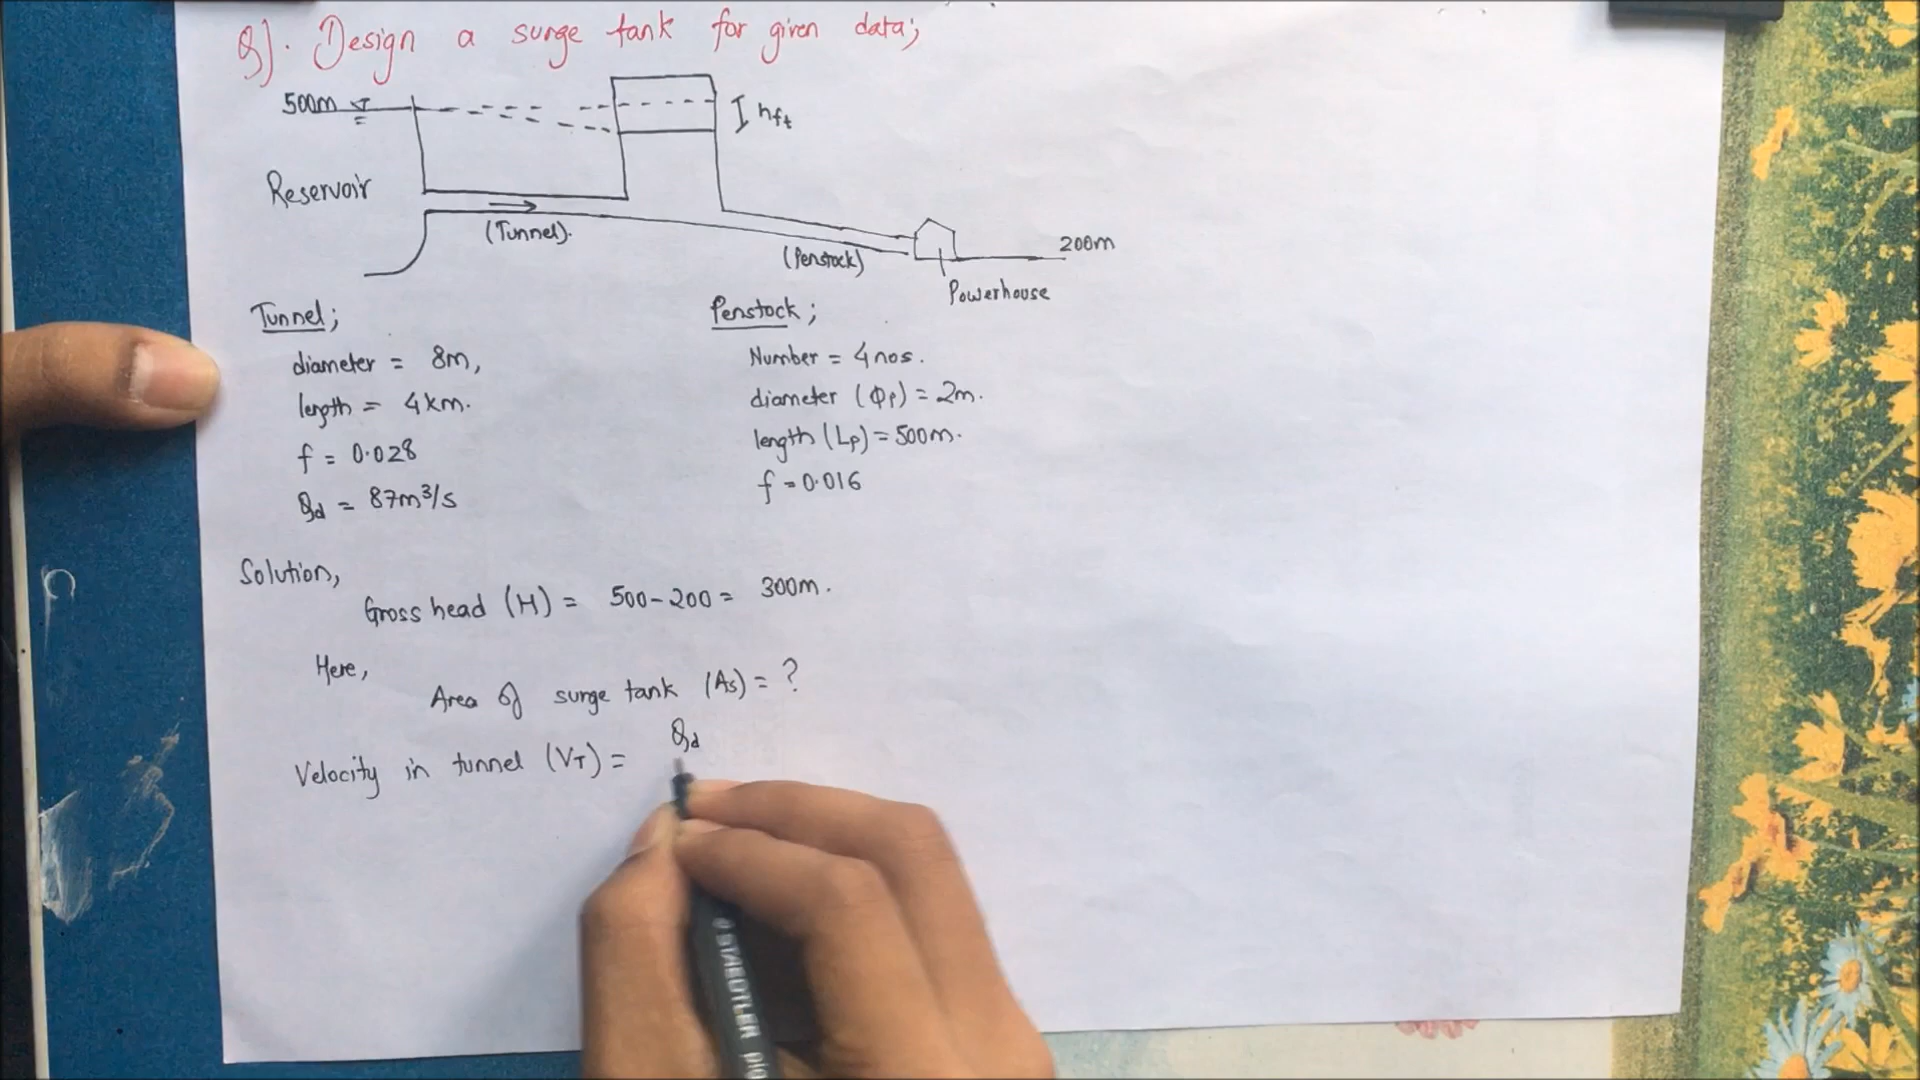 Q). Design a surge tank for given data;
500m
hft
Reservoir
(Tunnel).
(Penstock)
200m
Powerhouse
Tunnel;
diameter = 8m,
length = 4km.
f = 0.028
Qd = 87m³/s
Penstock;
Number = 4nos.
diameter (Φp) = 2m.
length (Lp) = 500m.
f = 0.016
Solution,
Gross head (H) = 500-200 = 300m.
Here,
Area of surge tank (As) = ?
Velocity in tunnel (VT) = Qd
STAEDTLER pig